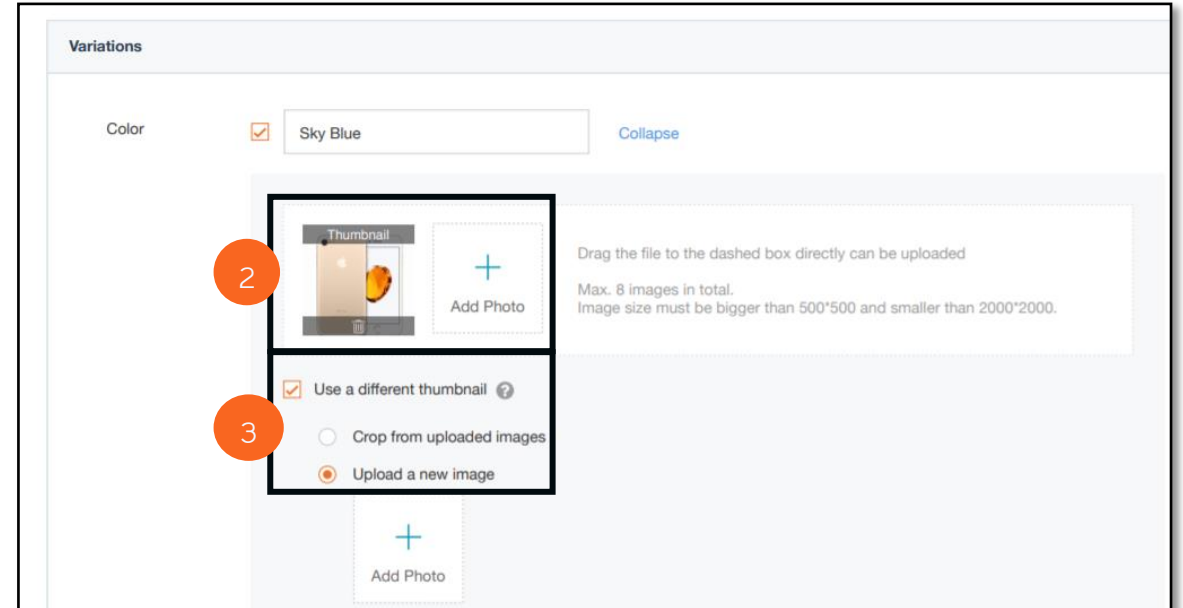 Variations
Color
Sky Blue
Collapse
2
Thumbnail
Add Photo
Drag the file to the dashed box directly can be uploaded
Max. 8 images in total.
Image size must be bigger than 500*500 and smaller than 2000*2000.
3
Use a different thumbnail ?
Crop from uploaded images
Upload a new image
Add Photo